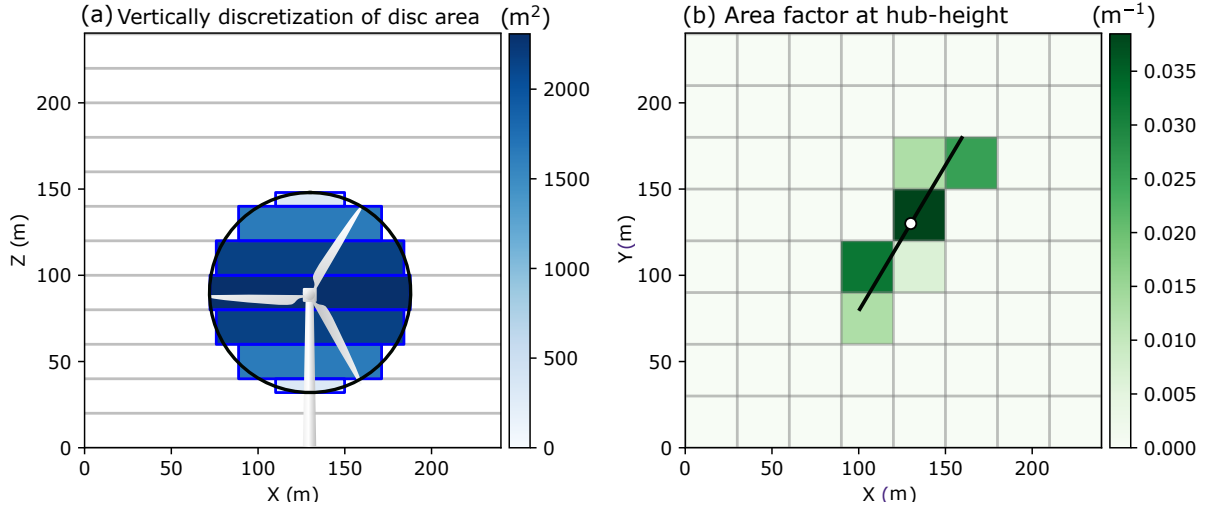 (a) Vertically discretization of disc area
(m²)
Z (m)
200
150
100
50
0
0 50 100 150 200
X (m)
2000
1500
1000
500
0
(b) Area factor at hub-height
(m⁻¹)
Y(m)
200
150
100
50
0
0 50 100 150 200
X (m)
0.035
0.030
0.025
0.020
0.015
0.010
0.005
0.000